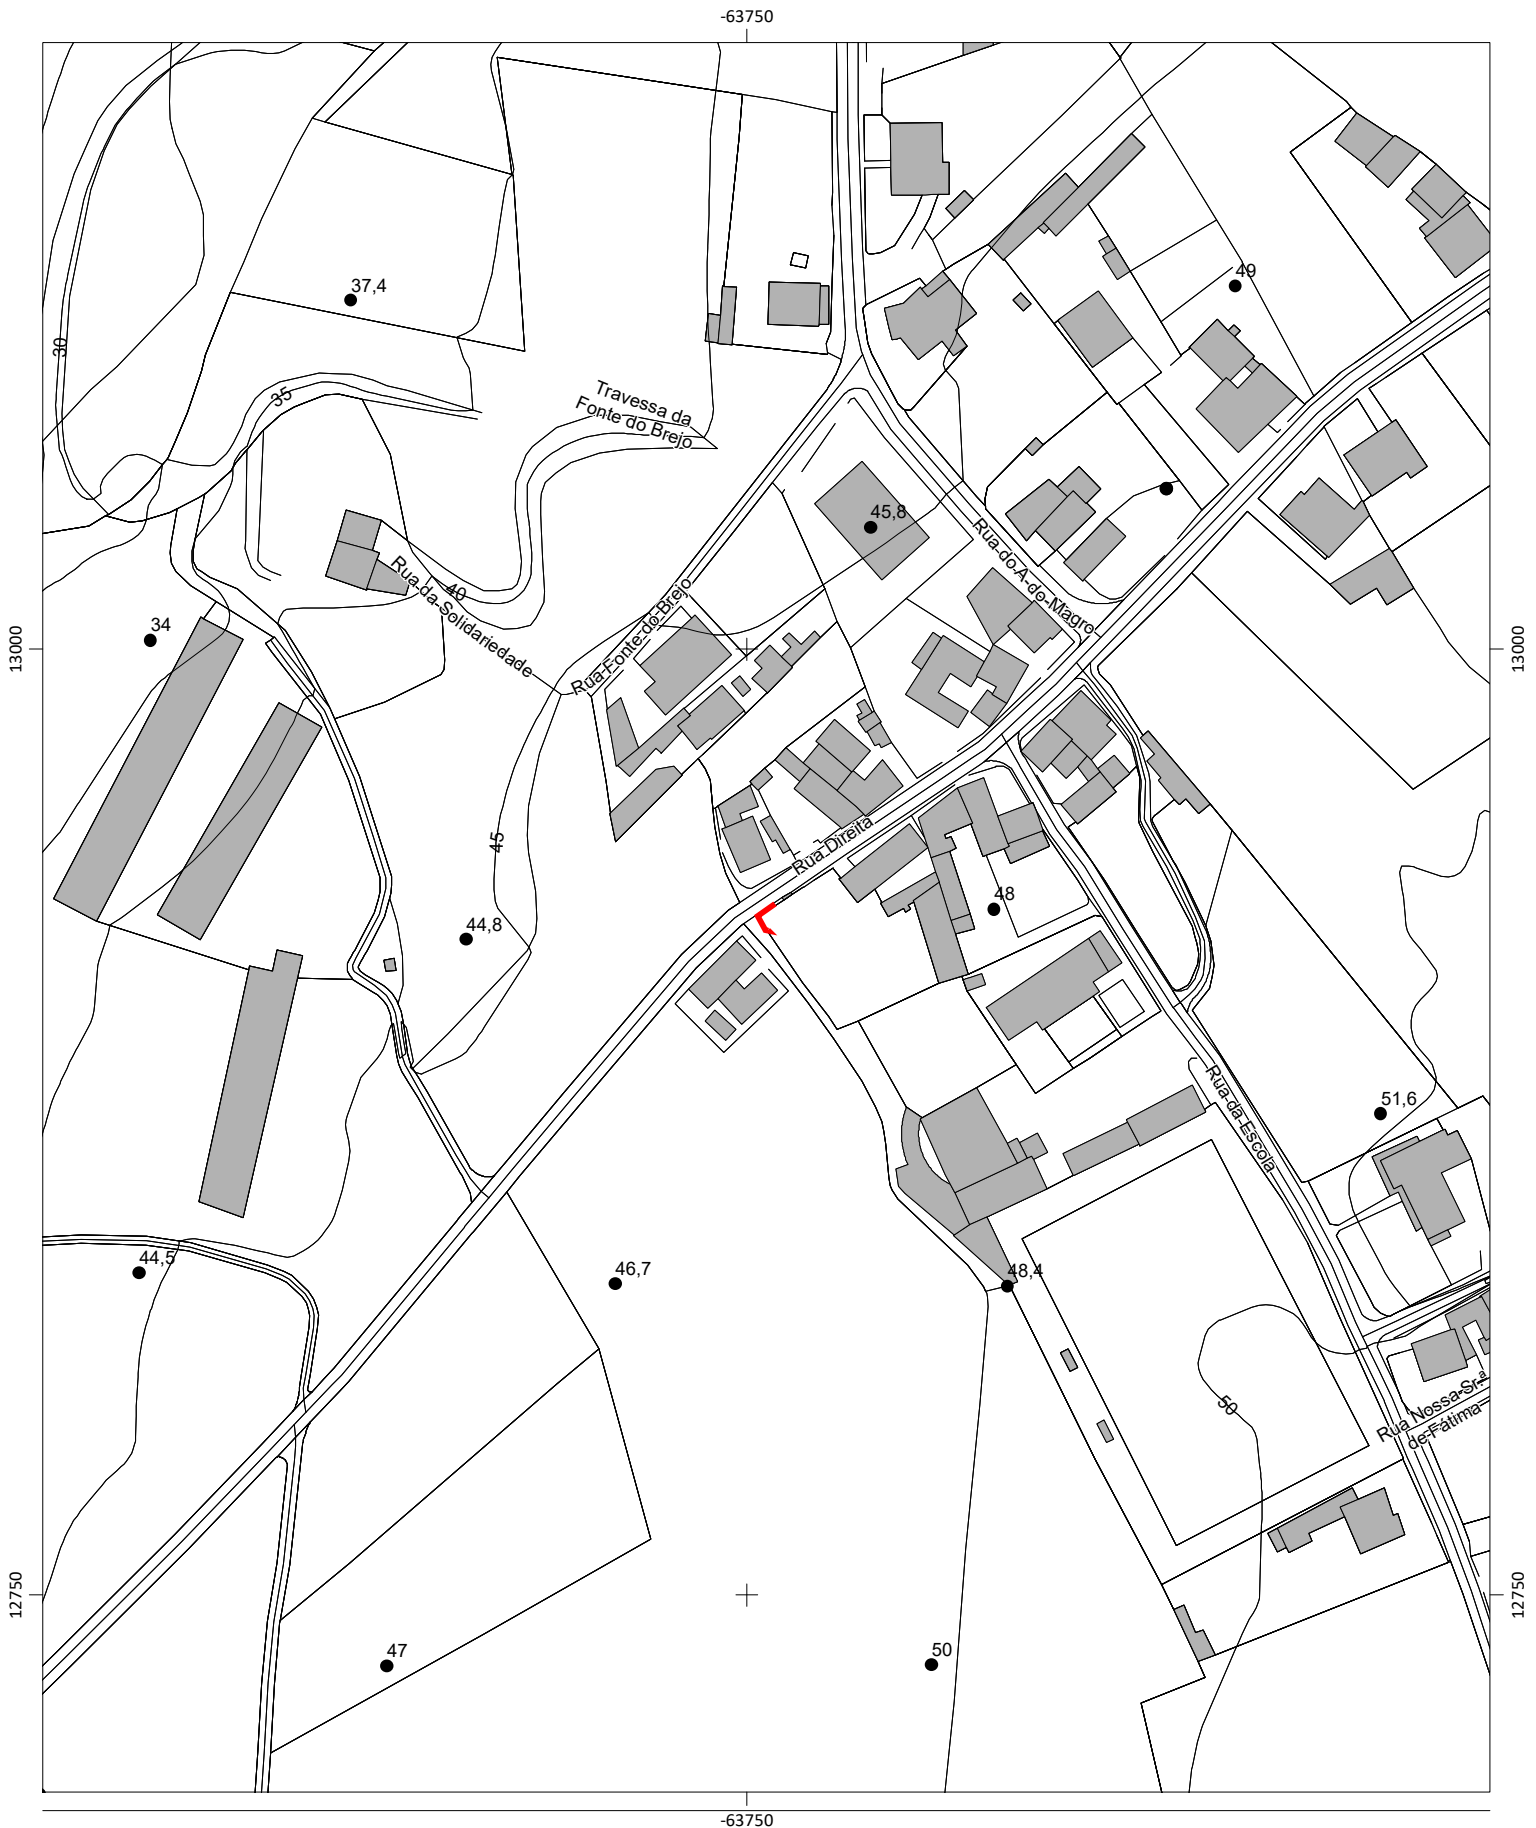 -63750
37,4
49
30
35
Travessa da
Fonte do Brejo
45,8
Rua do A-do-Magro
Rua da Solidariedade
40
Rua Fonte do Brejo
34
13000
13000
45
Rua Direita
48
44,8
Rua da Escola
51,6
44,5
46,7
48,4
50
Rua Nossa Sr.ª
de Fátima
12750
12750
47
50
-63750